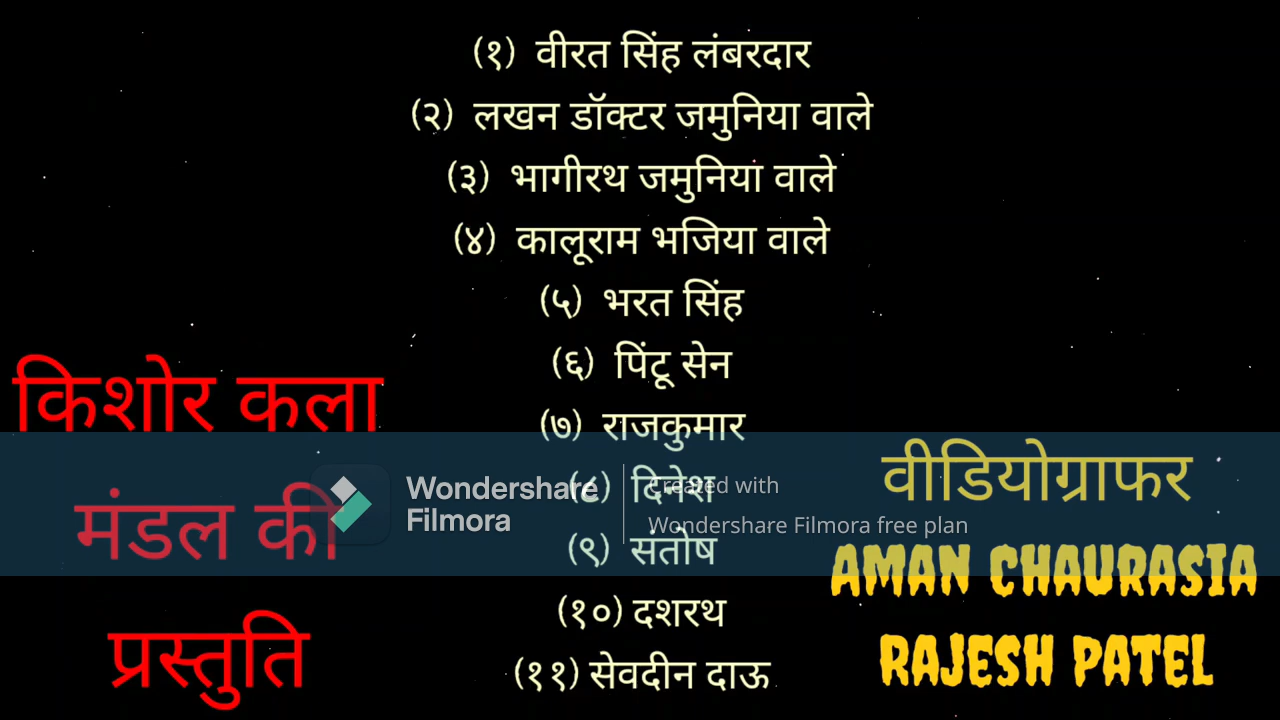 (१) वीरत सिंह लंबरदार
(२) लखन डॉक्टर जमुनिया वाले
(३) भागीरथ जमुनिया वाले
(४) कालूराम भजिया वाले
(५) भरत सिंह
(६) पिंटू सेन
(७) राजकुमार
(८) दिनेश
(९) संतोष
(१०) दशरथ
(११) सेवदीन दाऊ
किशोर कला
मंडल की
प्रस्तुति
वीडियोग्राफर
AMAN CHAURASIA
RAJESH PATEL
Wondershare
Filmora
Created with
Wondershare Filmora free plan